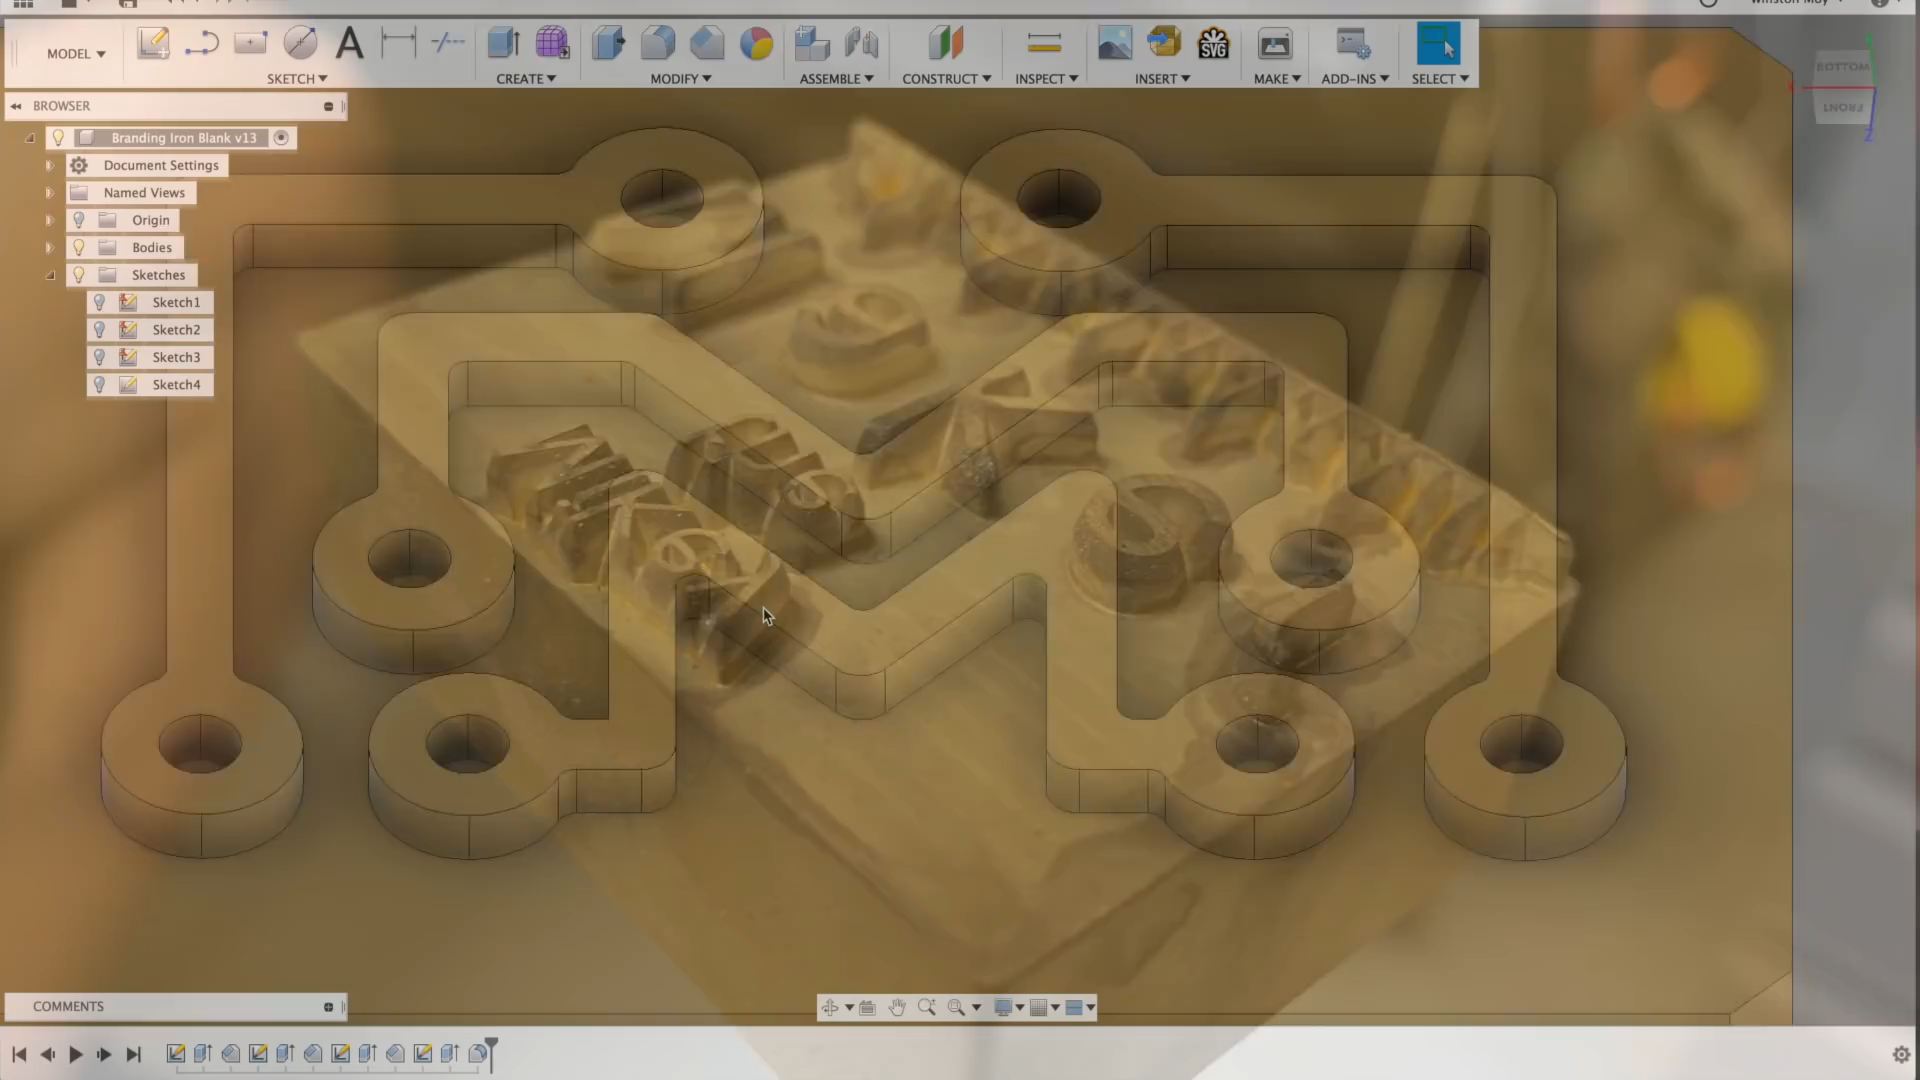 MODEL
SKETCH
CREATE
MODIFY
ASSEMBLE
CONSTRUCT
INSPECT
INSERT
SVG
MAKE
ADD-INS
SELECT
BROWSER
BOTTOM
FRONT
Z
Branding Iron Blank v13
Document Settings
Named Views
Origin
Bodies
Sketches
Sketch1
Sketch2
Sketch3
Sketch4
COMMENTS